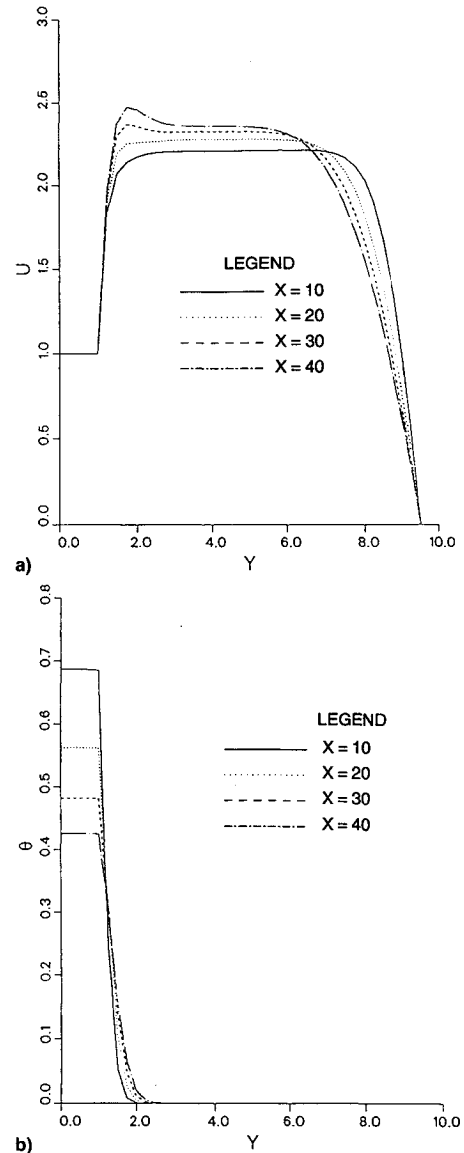 3.0
2.5
2.0
1.5
1.0
0.5
0.0
U
LEGEND
X = 10
X = 20
X = 30
X = 40
0.0 2.0 4.0 6.0 8.0 10.0
Y
a)
0.8
0.7
0.6
0.5
0.4
0.3
0.2
0.1
0.0
θ
LEGEND
X = 10
X = 20
X = 30
X = 40
0.0 2.0 4.0 6.0 8.0 10.0
Y
b)